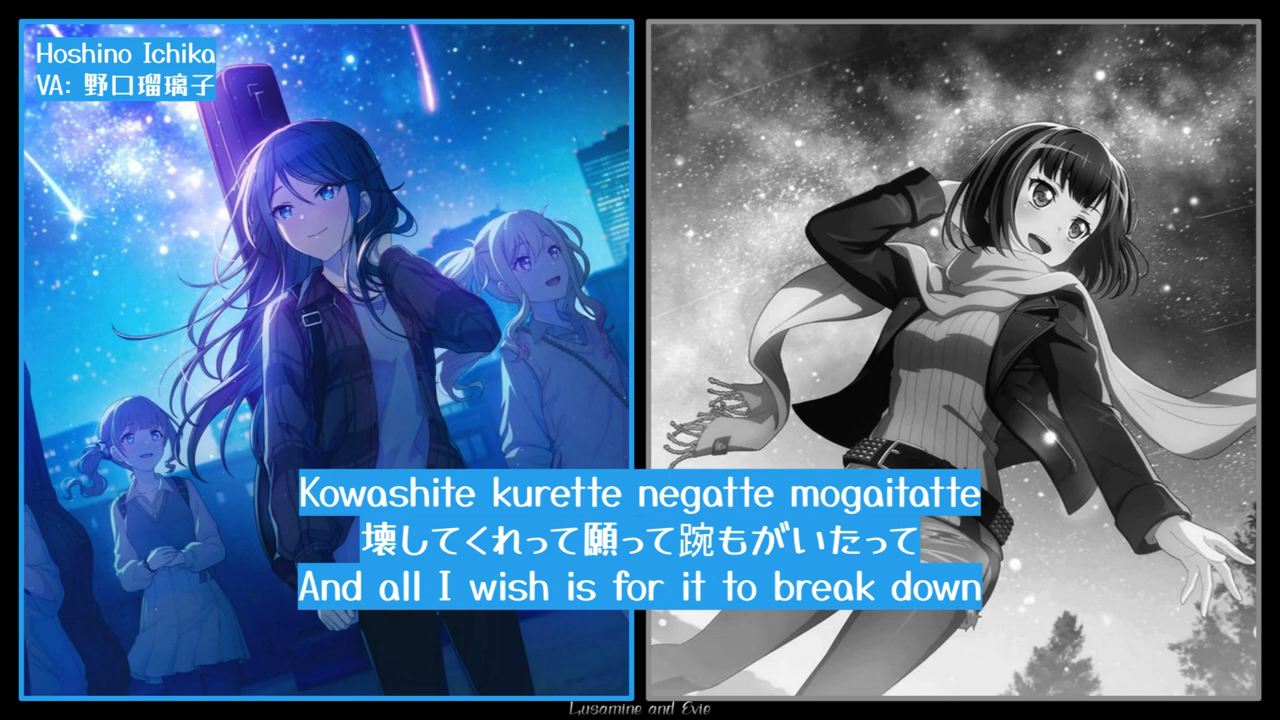 Hoshino Ichika
VA: 野口瑠璃子
Kowashite kurette negatte mogaitatte
壊してくれって願って踠もがいたって
And all I wish is for it to break down
Lusamine and Evie